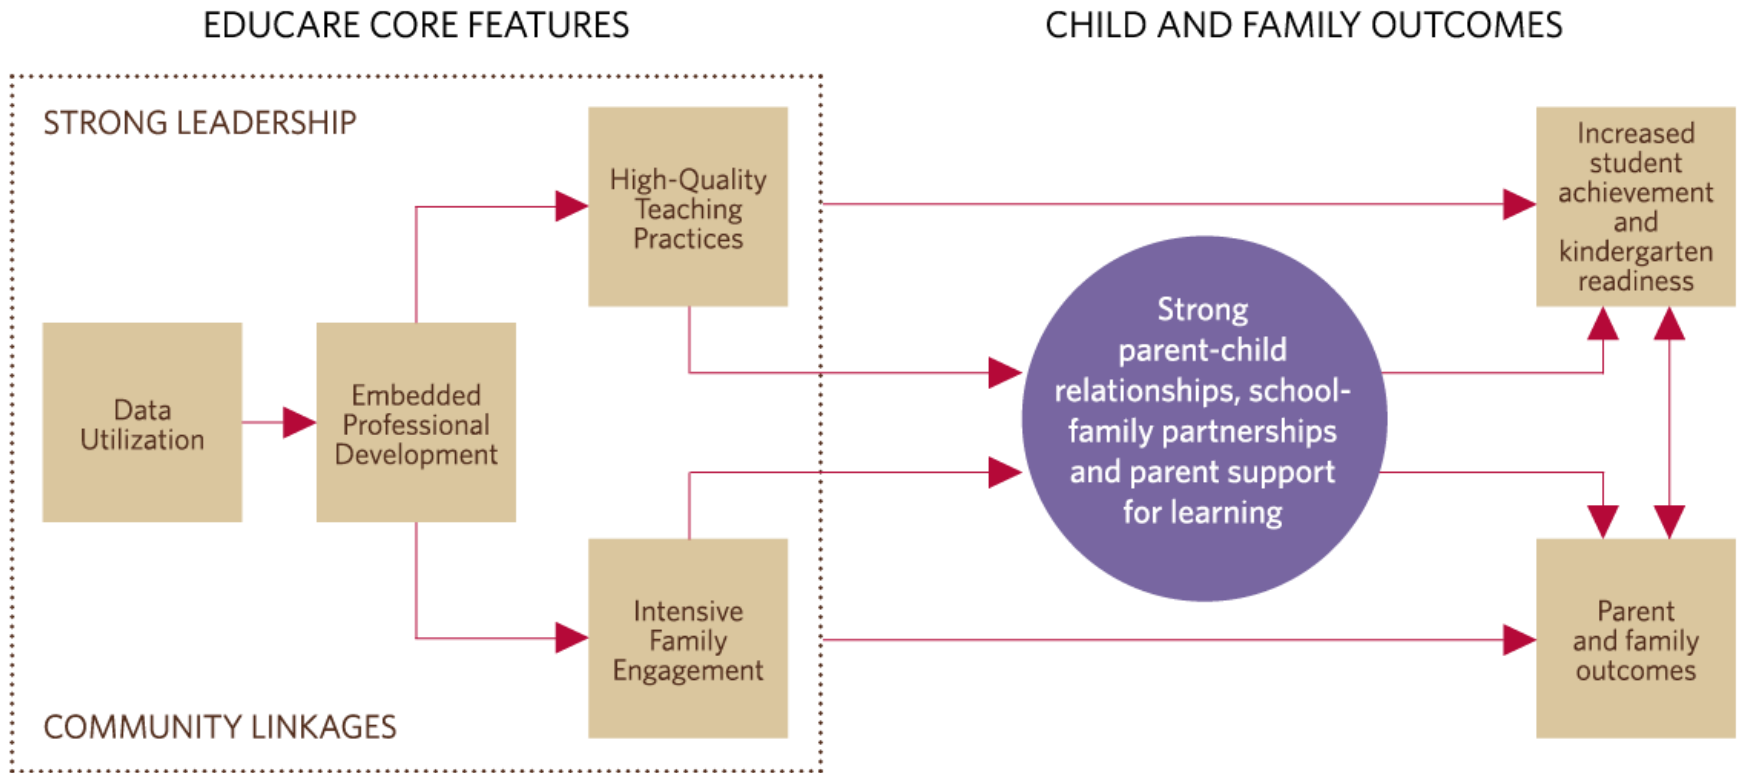 EDUCARE CORE FEATURES
CHILD AND FAMILY OUTCOMES
STRONG LEADERSHIP
High-Quality
Teaching
Practices
Data
Utilization
Embedded
Professional
Development
Intensive
Family
Engagement
COMMUNITY LINKAGES
Strong
parent-child
relationships, school-
family partnerships
and parent support
for learning
Increased
student
achievement
and
kindergarten
readiness
Parent
and family
outcomes